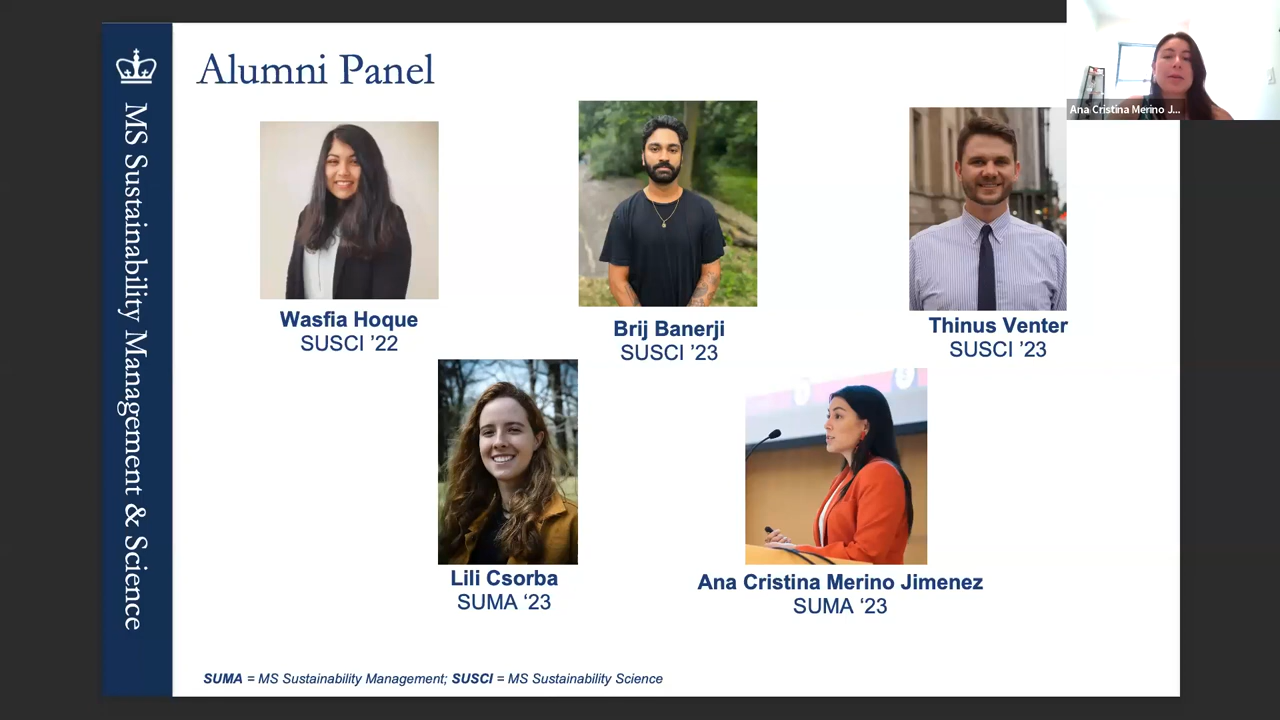 MS Sustainability Management & Science
Alumni Panel
Ana Cristina Merino J...
Wasfia Hoque
SUSCI '22
Brij Banerji
SUSCI '23
Thinus Venter
SUSCI '23
Lili Csorba
SUMA ‘23
Ana Cristina Merino Jimenez
SUMA ‘23
SUMA = MS Sustainability Management; SUSCI = MS Sustainability Science